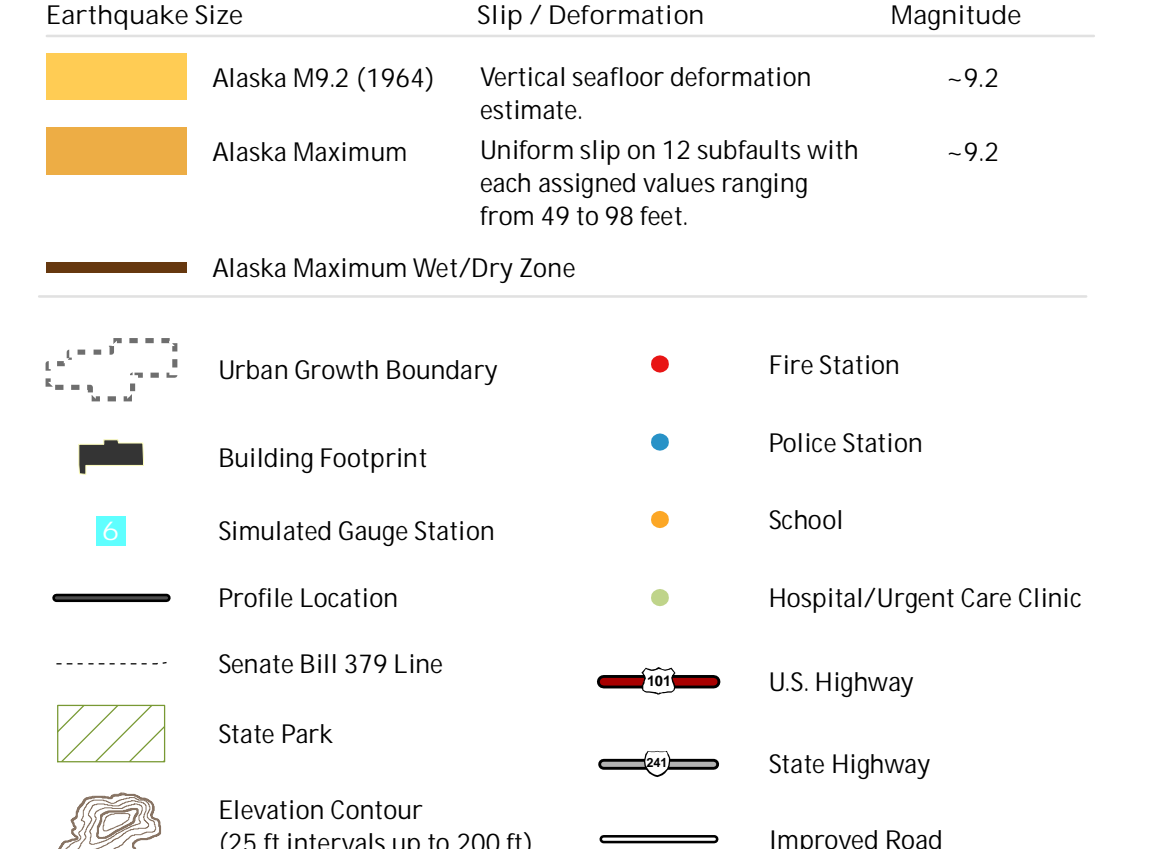 Earthquake Size Slip / Deformation Magnitude
Alaska M9.2 (1964) Vertical seafloor deformation ~9.2
estimate.
Alaska Maximum Uniform slip on 12 subfaults with ~9.2
each assigned values ranging
from 49 to 98 feet.
Alaska Maximum Wet/Dry Zone
Urban Growth Boundary
Fire Station
Building Footprint
Police Station
6 Simulated Gauge Station
School
Profile Location
Hospital/Urgent Care Clinic
Senate Bill 379 Line
101 U.S. Highway
State Park
241 State Highway
Elevation Contour
(25 ft intervals up to 200 ft)
Improved Road